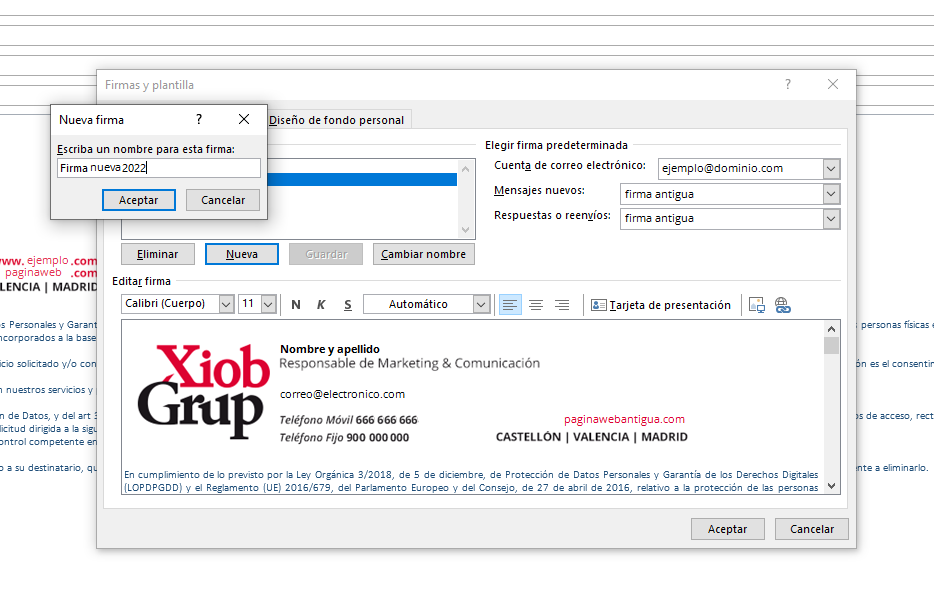 Firmas y plantilla
?
Nueva firma
?
Diseño de fondo personal
Escriba un nombre para esta firma:
Firma nueva2022
Aceptar
Cancelar
Elegir firma predeterminada
Cuenta de correo electrónico:
ejemplo@dominio.com
Mensajes nuevos:
firma antigua
Respuestas o reenvíos:
firma antigua
Eliminar
Nueva
Guardar
Cambiar nombre
Editar firma
Calibri (Cuerpo)
11
N
K
S
Automático
Tarjeta de presentación
Xiob
Grup
Nombre y apellido
Responsable de Marketing & Comunicación
correo@electronico.com
Teléfono Móvil 666 666 666
paginawebantigua.com
Teléfono Fijo 900 000 000
CASTELLÓN | VALENCIA | MADRID
En cumplimiento de lo previsto por la Ley Orgánica 3/2018, de 5 de diciembre, de Protección de Datos Personales y Garantía de los Derechos Digitales
(LOPDPGDD) y el Reglamento (UE) 2016/679, del Parlamento Europeo y del Consejo, de 27 de abril de 2016, relativo a la protección de las personas
Aceptar
Cancelar
www. ejemplo .com
paginaweb .com
LENCIA | MADRID
Personales y Garant
personas físicas e
incorporados a la base
icio solicitado y/o con
ón es el consentim
n nuestros servicios y
n de Datos, y del art
os de acceso, rect
licitud dirigida a la sigu
ontrol competente en
o a su destinatario, qu
ente a eliminarlo.